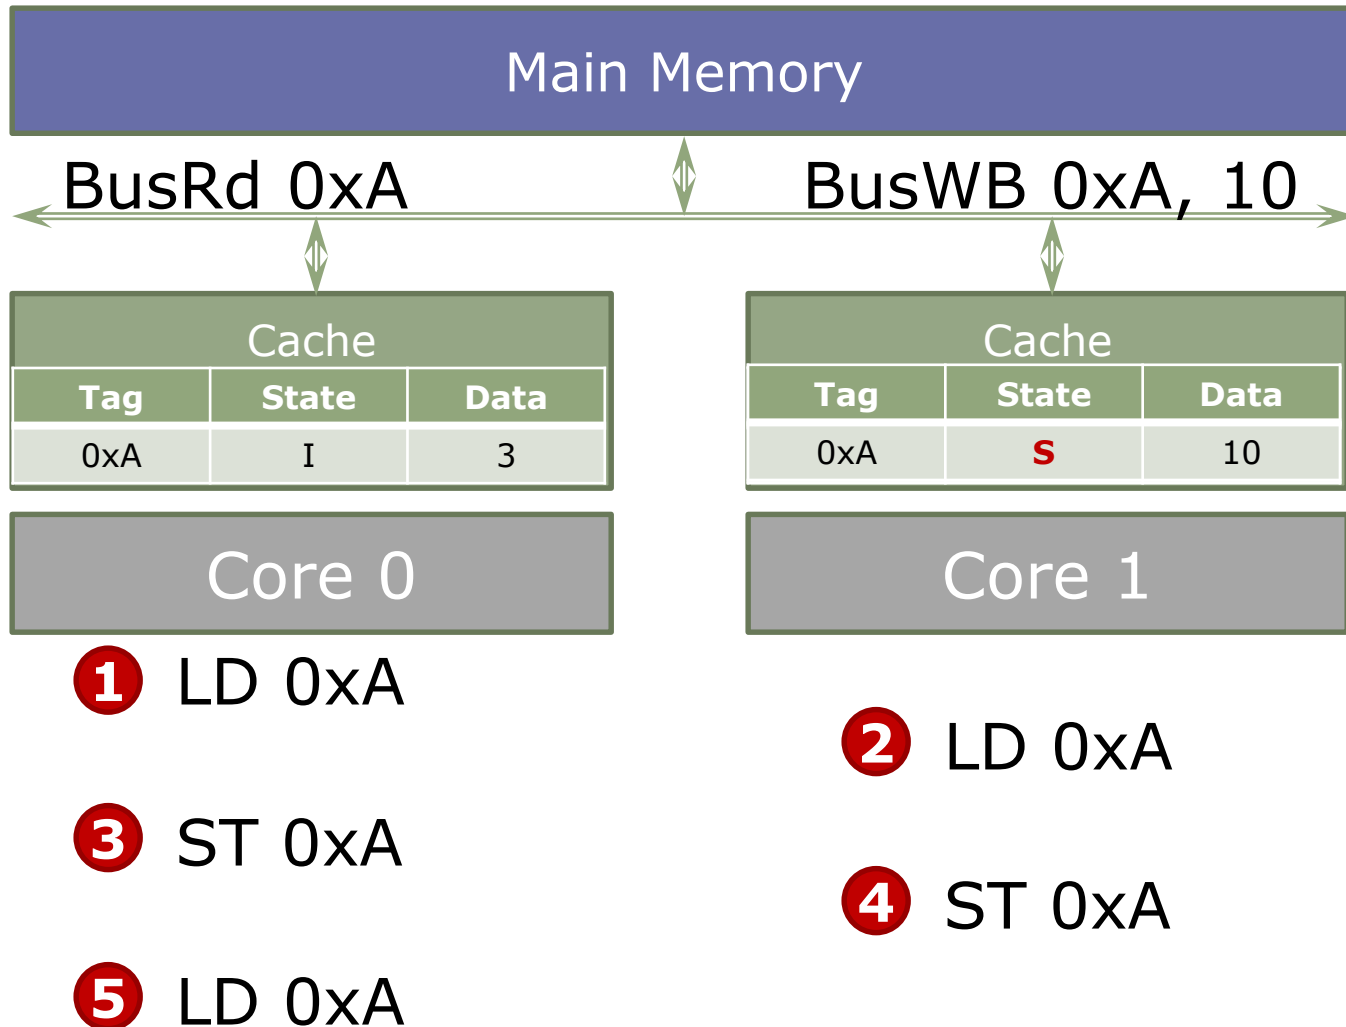 Main Memory
BusRd 0xA
BusWB 0xA, 10
Cache
Tag State Data
0xA I 3
Cache
Tag State Data
0xA S 10
Core 0
Core 1
1 LD 0xA
2 LD 0xA
3 ST 0xA
4 ST 0xA
5 LD 0xA